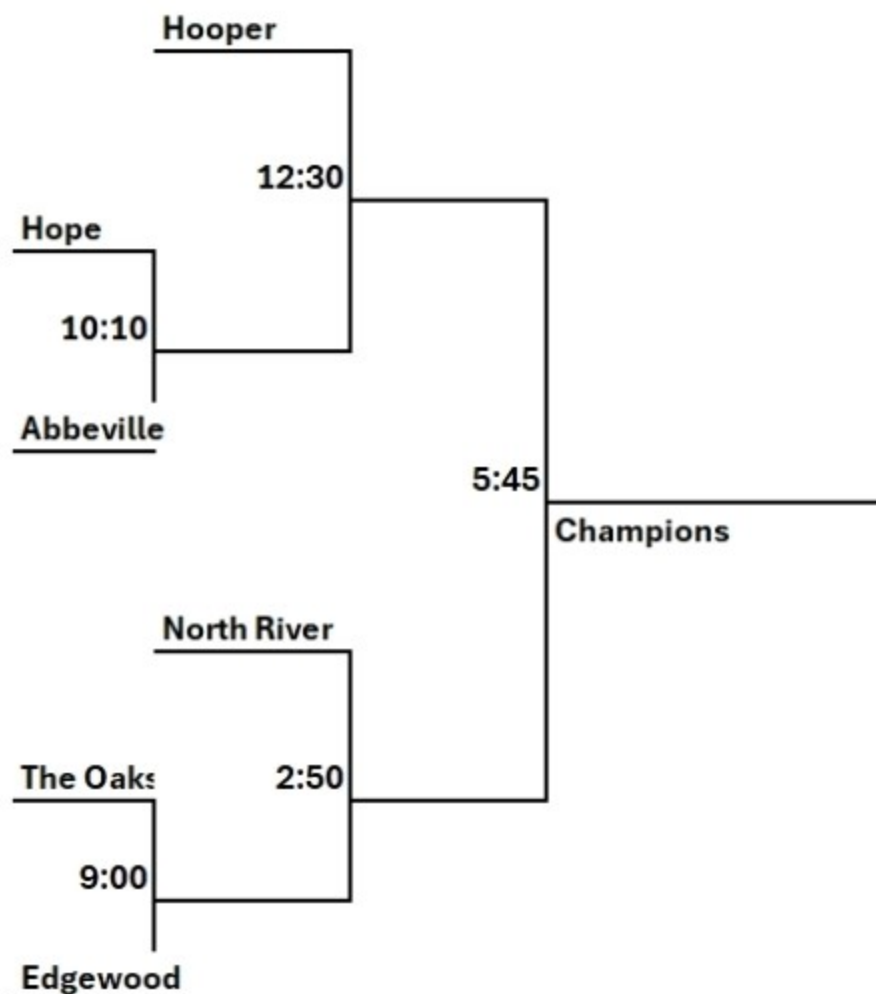 Hooper
12:30
Hope
10:10
Abbeville
5:45
Champions
North River
The Oaks
2:50
9:00
Edgewood